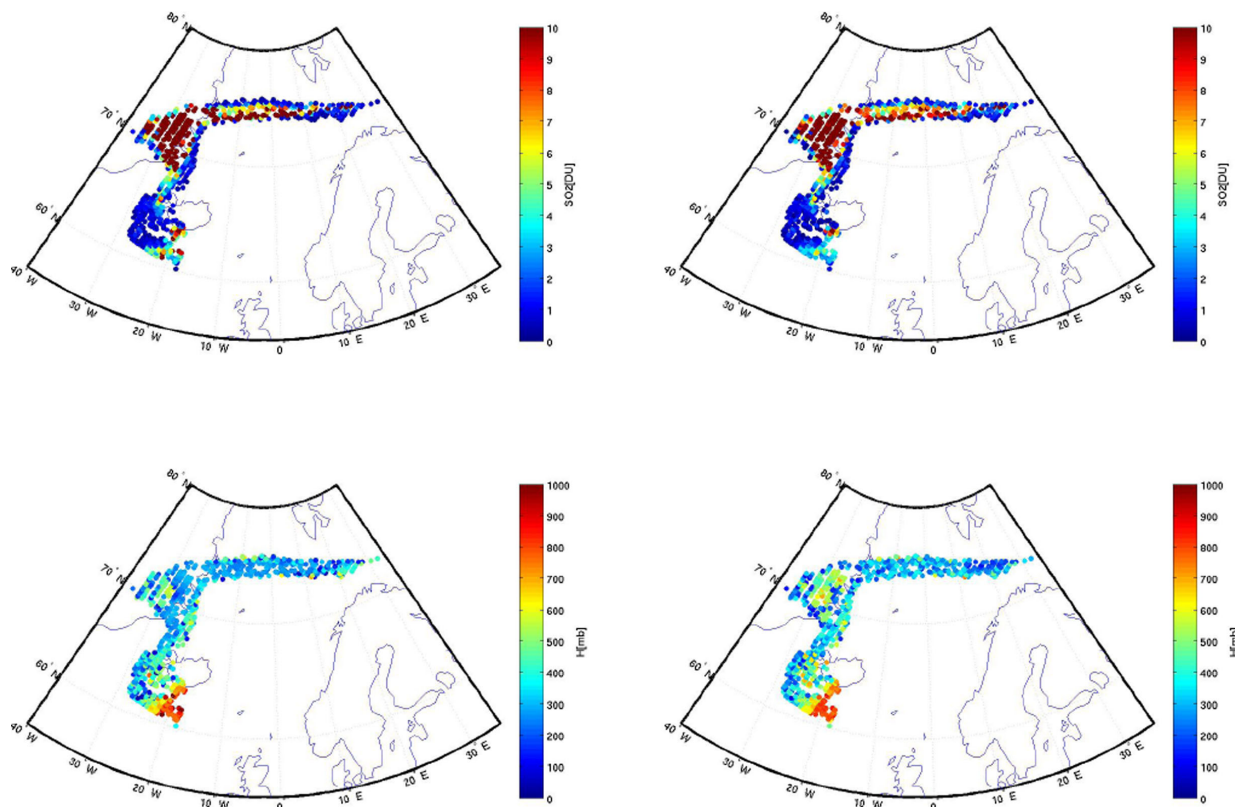 80° N
70° N
60° N
40° W
30° W
20° W
10° W
0
10° E
20° E
30° E
10
9
8
7
6
5
4
3
2
1
0
SO2[DU]
80° N
70° N
60° N
40° W
30° W
20° W
10° W
0
10° E
20° E
30° E
10
9
8
7
6
5
4
3
2
1
0
SO2[DU]
80° N
70° N
60° N
40° W
30° W
20° W
10° W
0
10° E
20° E
30° E
1000
900
800
700
600
500
400
300
200
100
0
H[mb]
80° N
70° N
60° N
40° W
30° W
20° W
10° W
0
10° E
20° E
30° E
1000
900
800
700
600
500
400
300
200
100
0
H[mb]